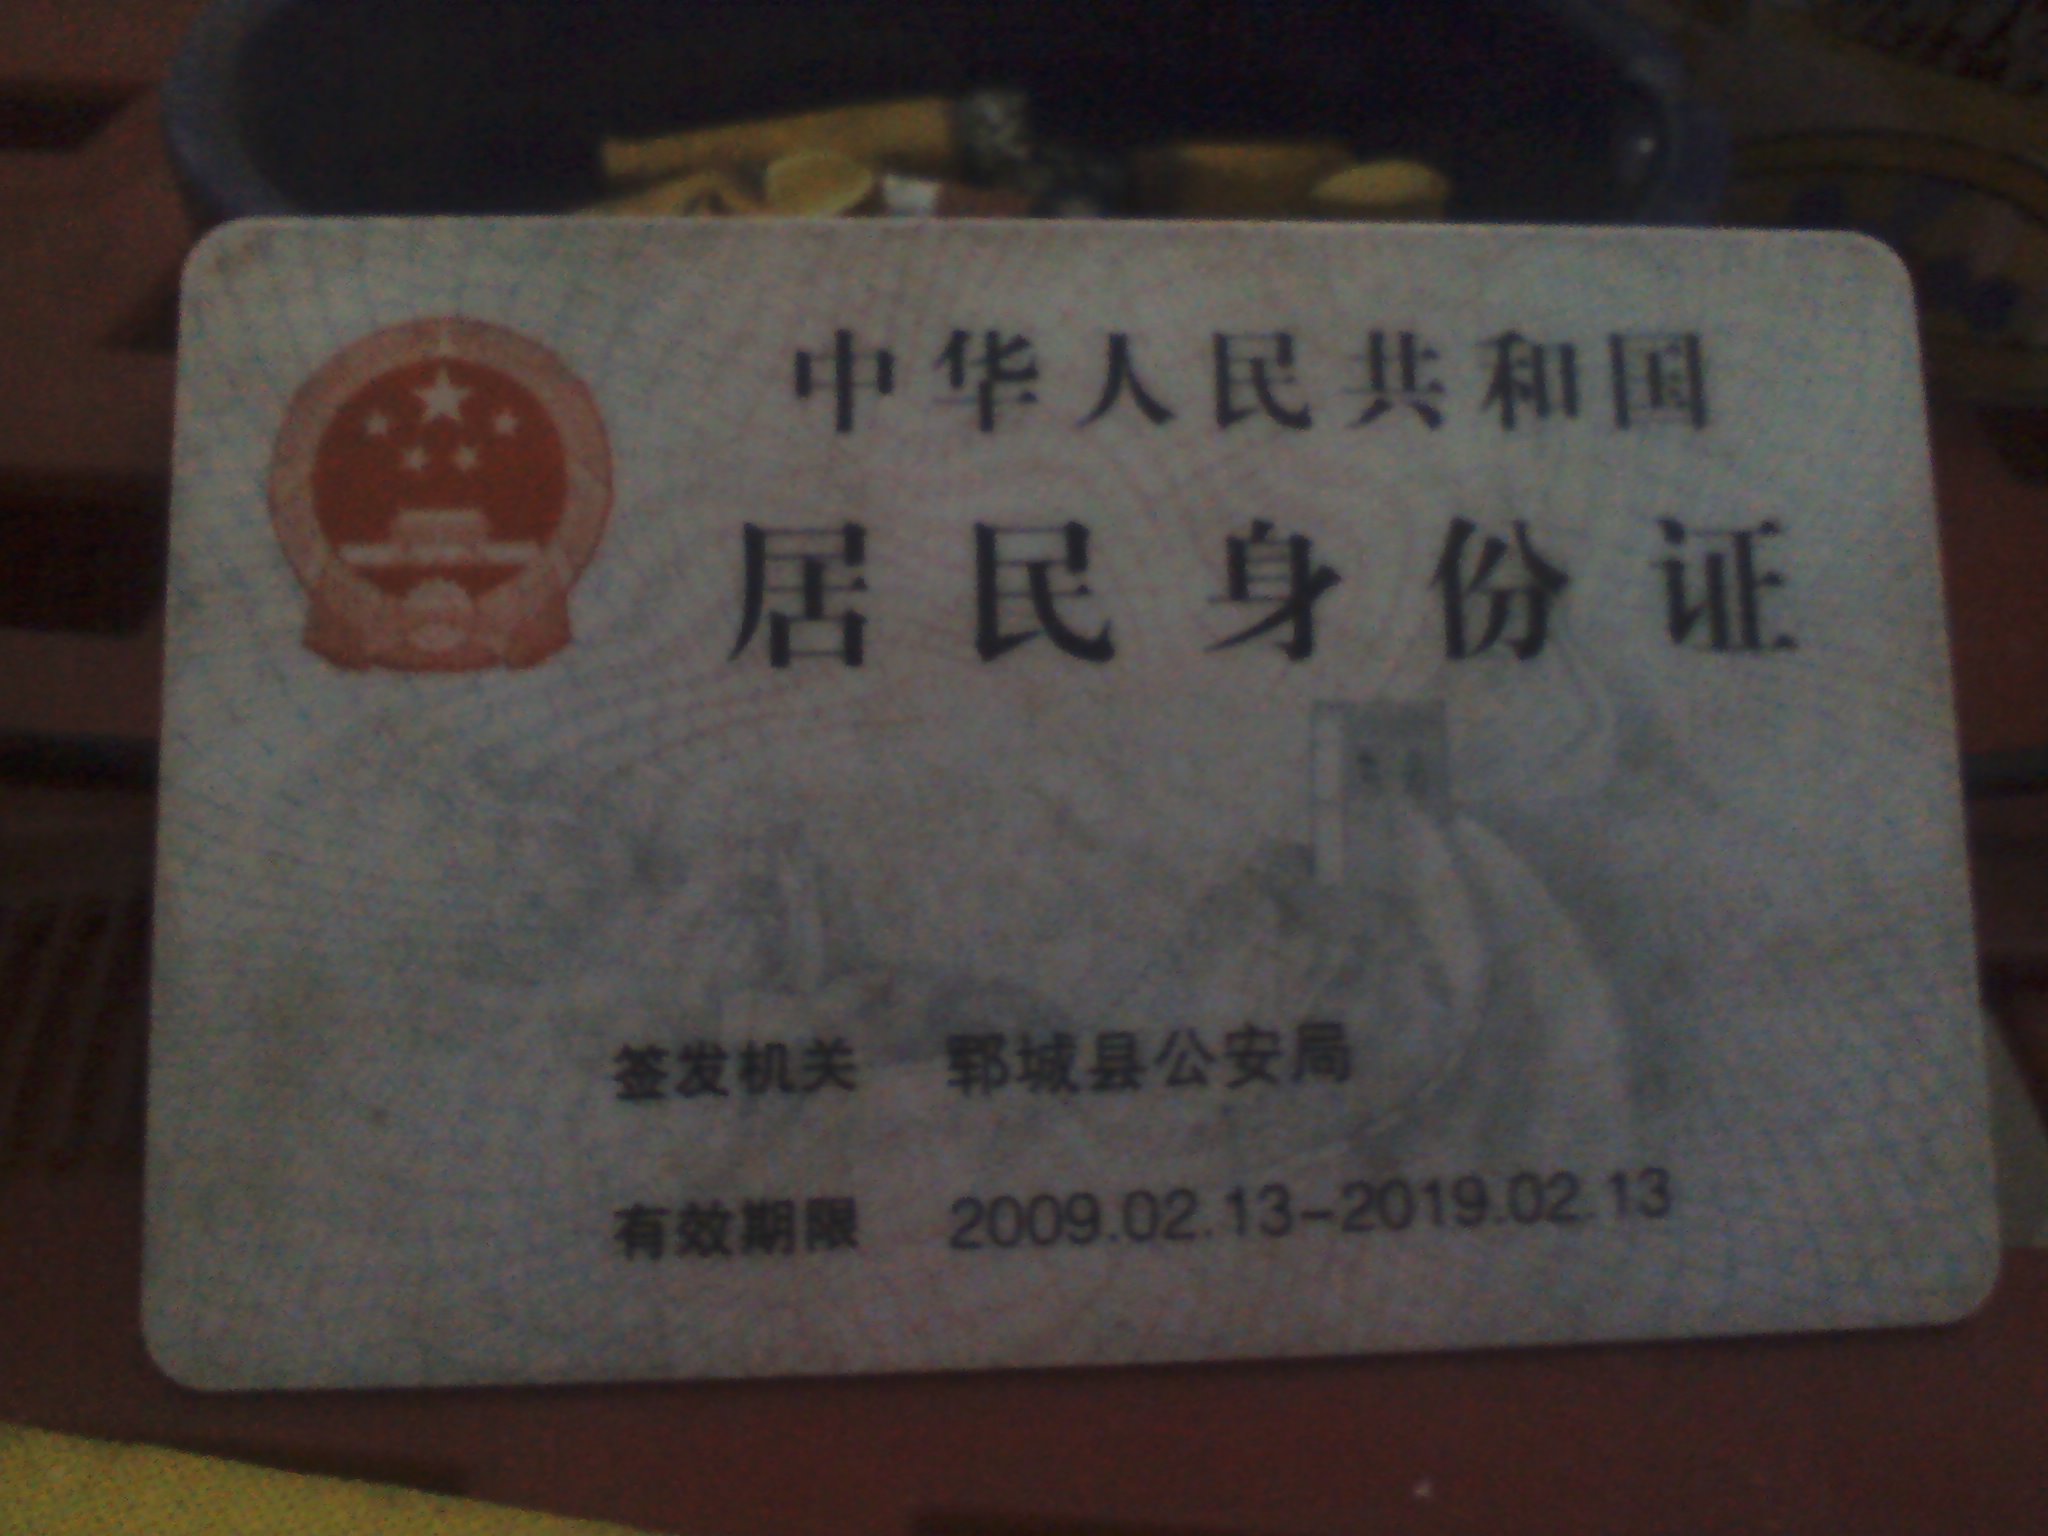 中华人民共和国
居民身份证
签发机关 郓城县公安局
有效期限 2009.02.13-2019.02.13